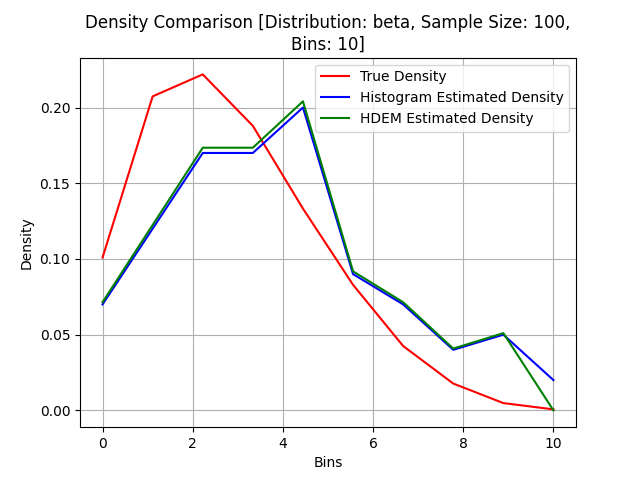 Density Comparison [Distribution: beta, Sample Size: 100,
Bins: 10]
True Density
Histogram Estimated Density
HDEM Estimated Density
Density
0.20
0.15
0.10
0.05
0.00
0 2 4 6 8 10
Bins